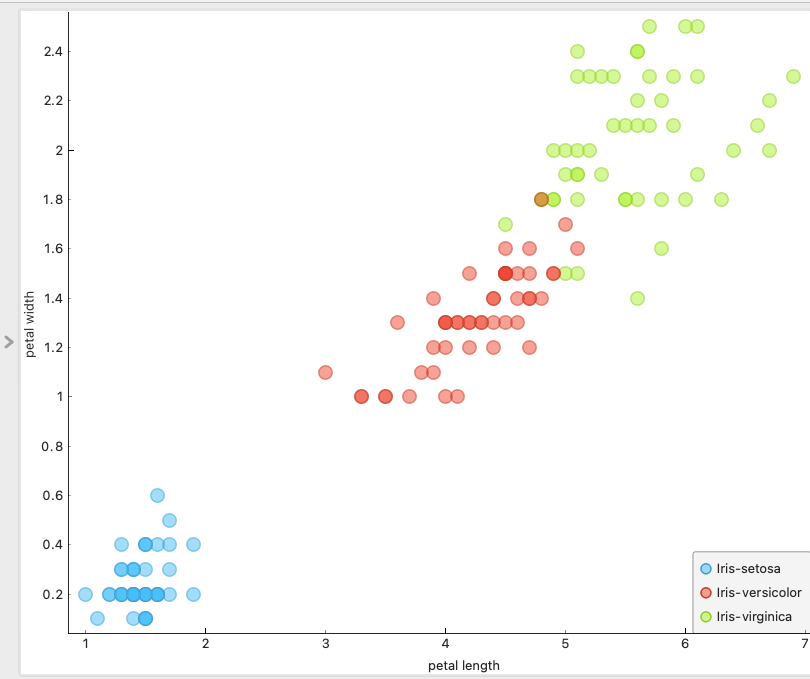 2.4
2.2
2
1.8
1.6
1.4
petal width
1.2
1
0.8
0.6
0.4
0.2
Iris-setosa
Iris-versicolor
Iris-virginica
1 2 3 4 5 6 7
petal length